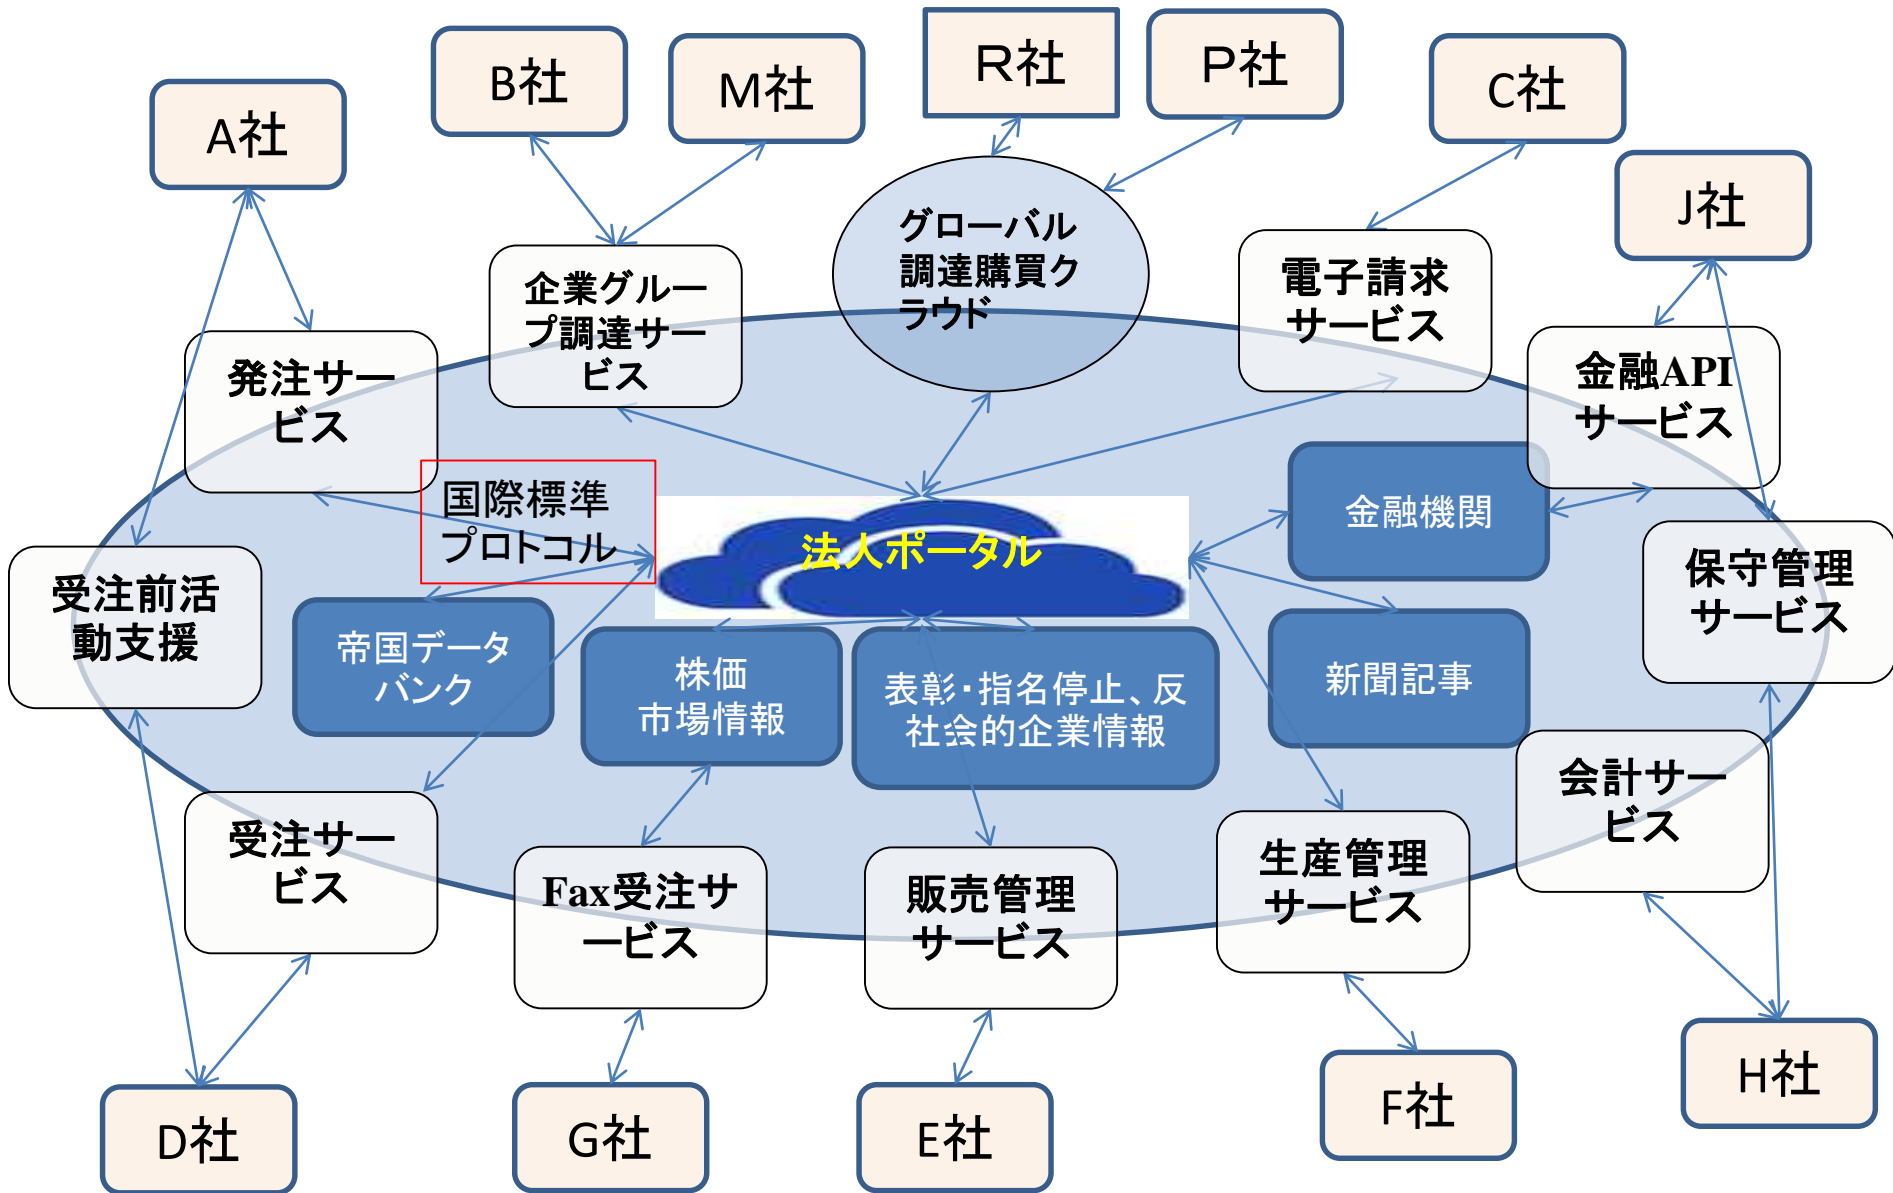 A社
B社
M社
R社
P社
C社
J社
グローバル
調達購買ク
ラウド
企業グルー
プ調達サー
ビス
電子請求
サービス
発注サー
ビス
金融API
サービス
国際標準
プロトコル
法人ポータル
金融機関
受注前活
動支援
保守管理
サービス
帝国データ
バンク
株価
市場情報
表彰・指名停止、反
社会的企業情報
新聞記事
受注サー
ビス
Fax受注サ
ービス
販売管理
サービス
生産管理
サービス
会計サー
ビス
D社
G社
E社
F社
H社